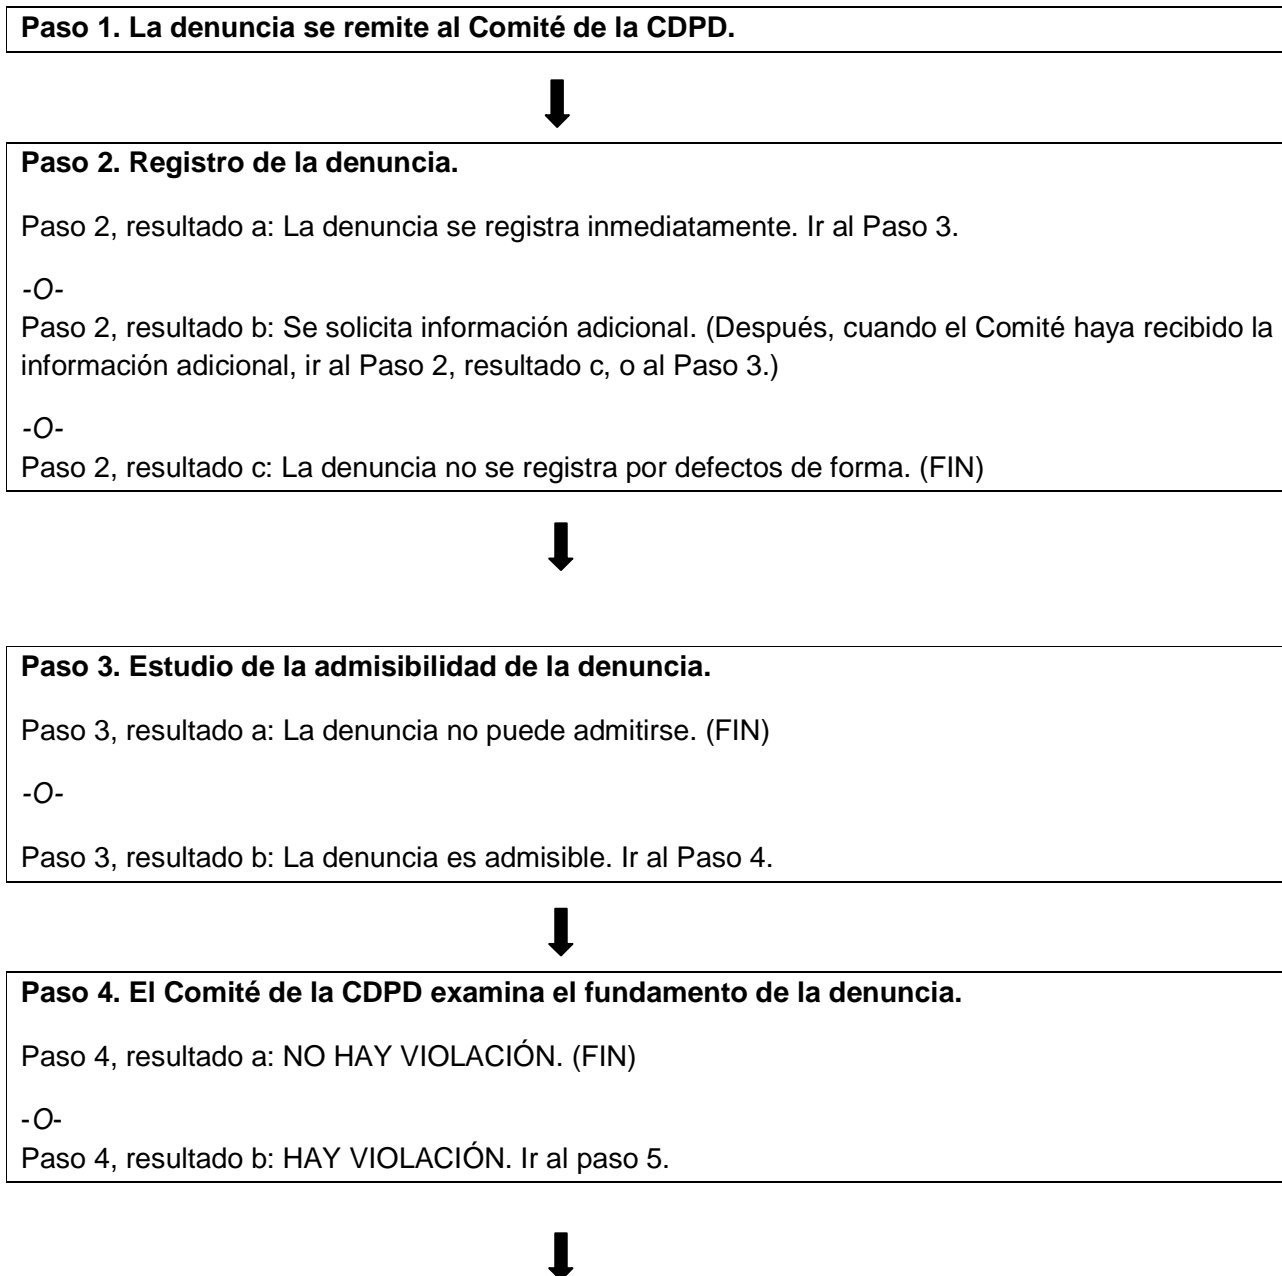 Paso 1. La denuncia se remite al Comité de la CDPD.
Paso 2. Registro de la denuncia.
Paso 2, resultado a: La denuncia se registra inmediatamente. Ir al Paso 3.
-O-
Paso 2, resultado b: Se solicita información adicional. (Después, cuando el Comité haya recibido la
información adicional, ir al Paso 2, resultado c, o al Paso 3.)
-O-
Paso 2, resultado c: La denuncia no se registra por defectos de forma. (FIN)
Paso 3. Estudio de la admisibilidad de la denuncia.
Paso 3, resultado a: La denuncia no puede admitirse. (FIN)
-O-
Paso 3, resultado b: La denuncia es admisible. Ir al Paso 4.
Paso 4. El Comité de la CDPD examina el fundamento de la denuncia.
Paso 4, resultado a: NO HAY VIOLACIÓN. (FIN)
-O-
Paso 4, resultado b: HAY VIOLACIÓN. Ir al paso 5.